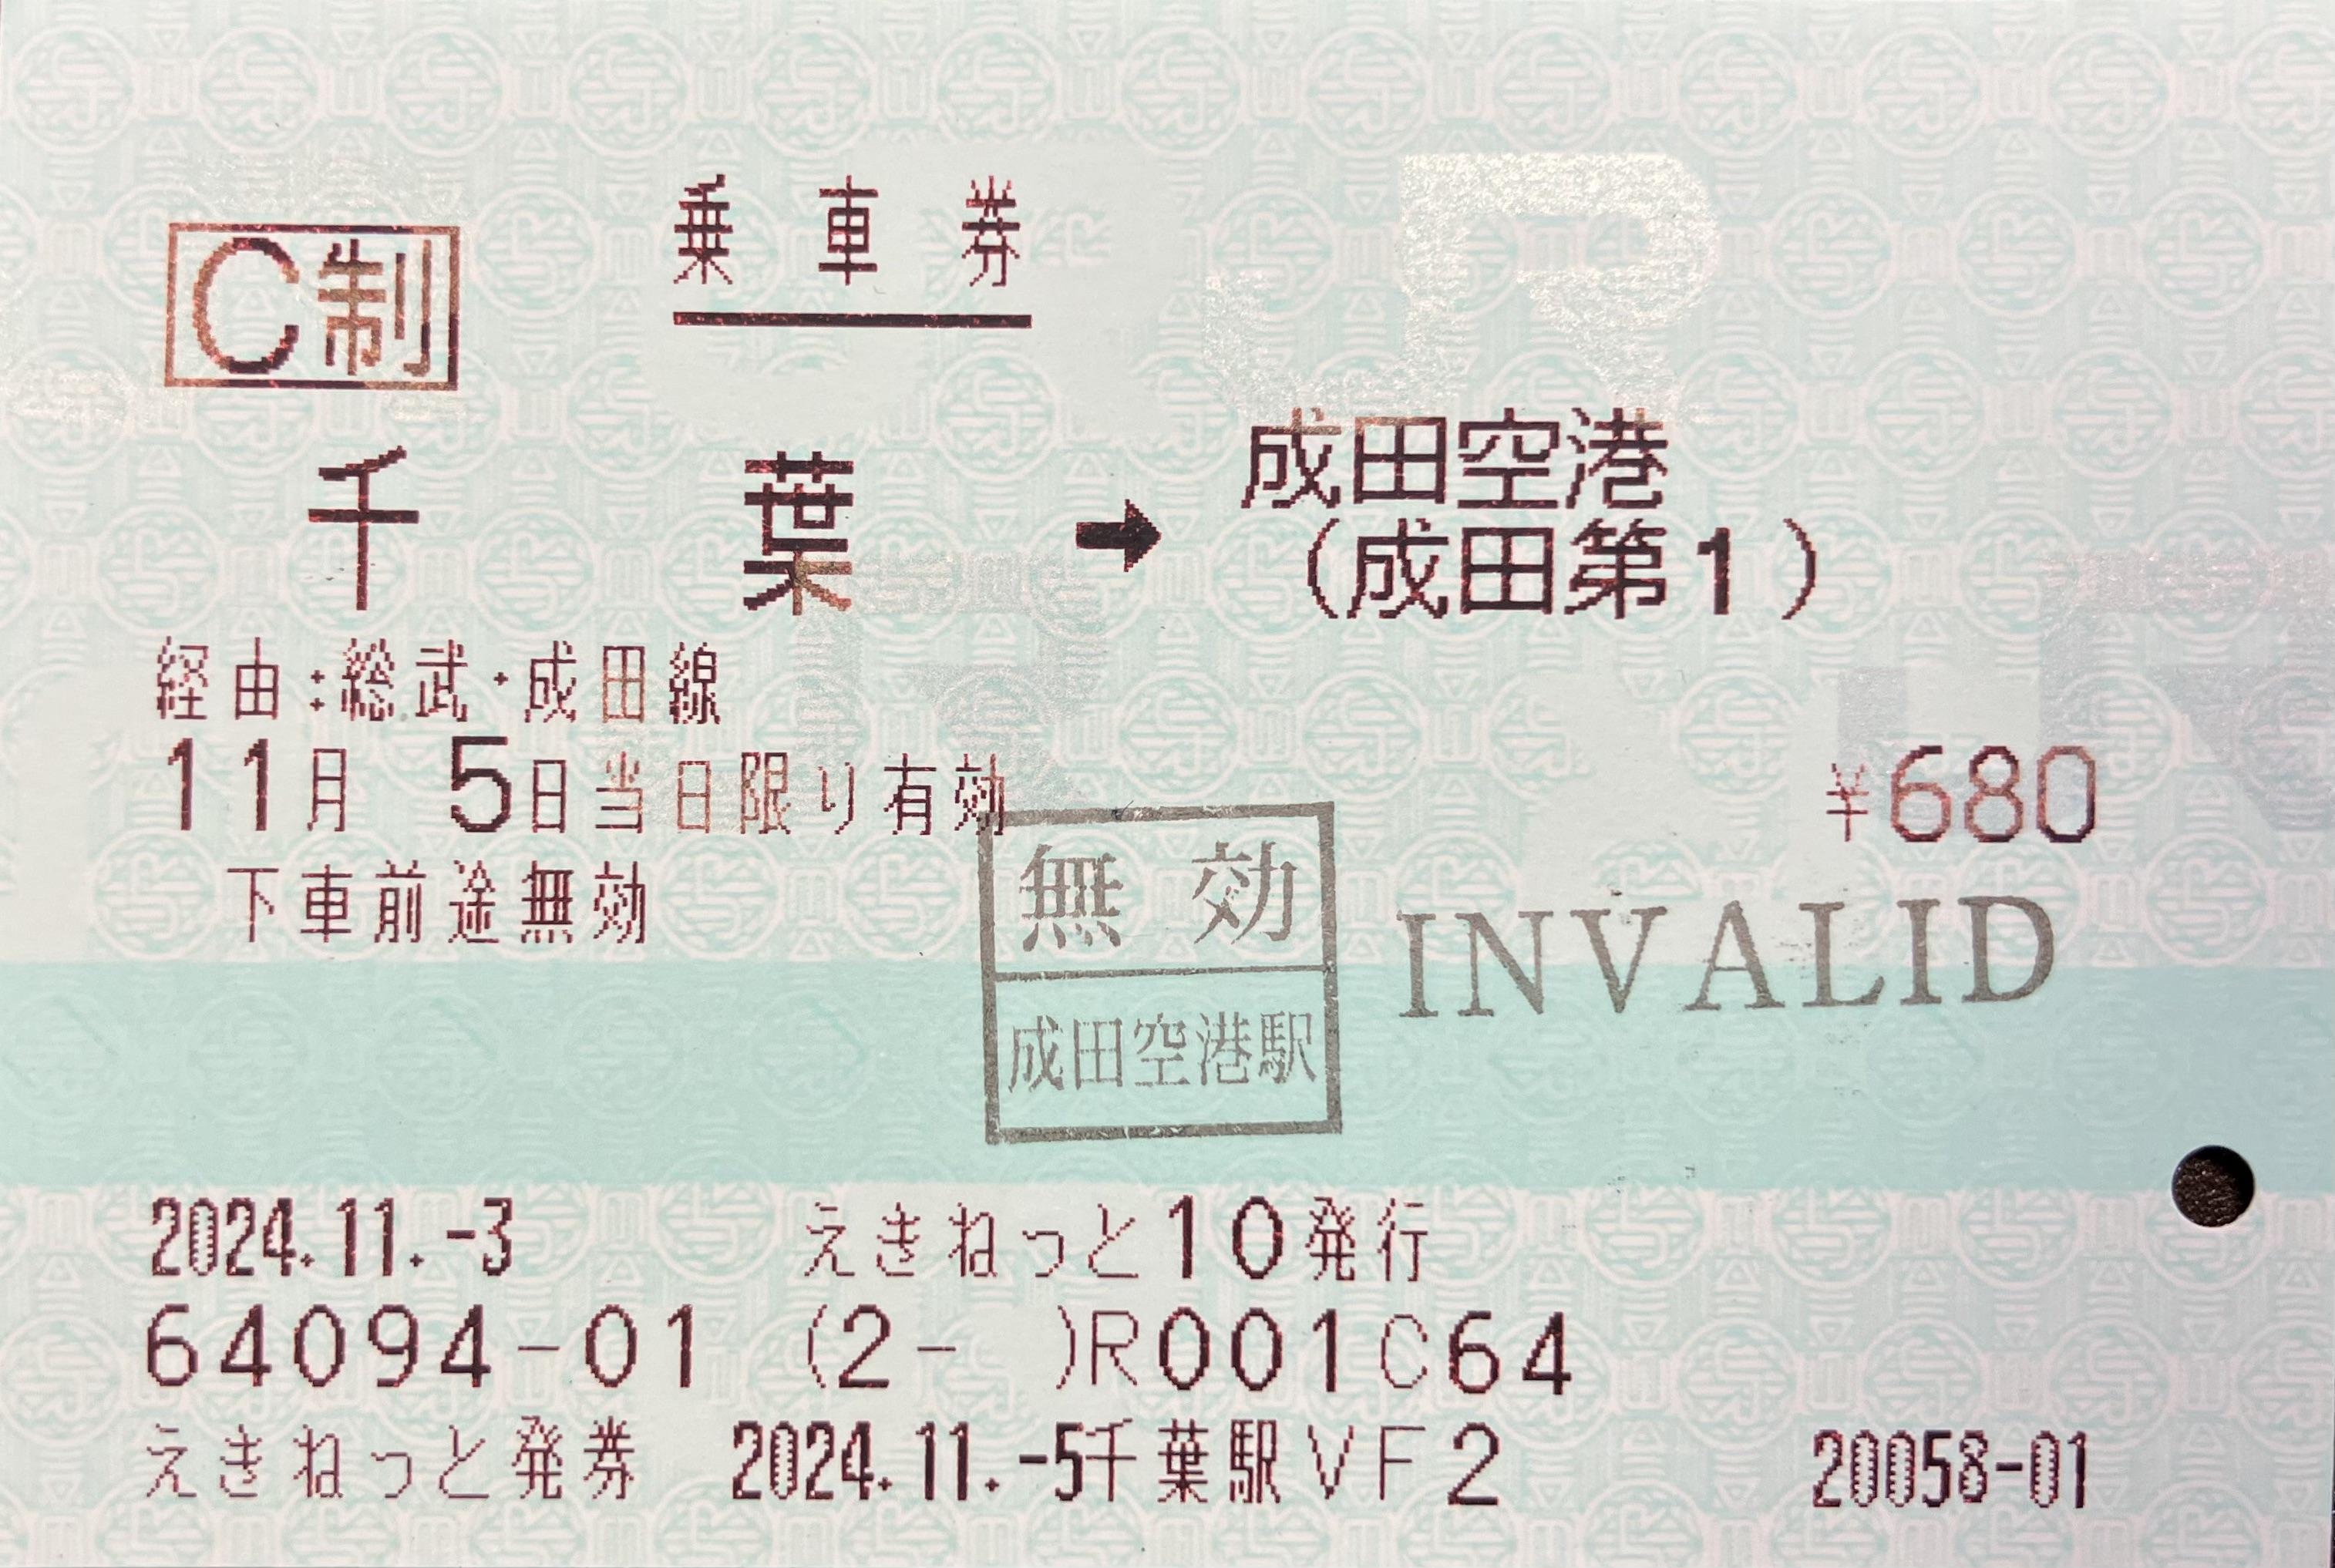 乗車券
C制
千葉 → 成田空港
(成田第1)
経由:総武・成田線
11月 5日当日限り有効
¥680
下車前途無効
無効
INVALID
成田空港駅
2024.11.-3 えきねっと10発行
64094-01 (2- )R001C64
えきねっと発券 2024.11.-5千葉駅VF2 20058-01